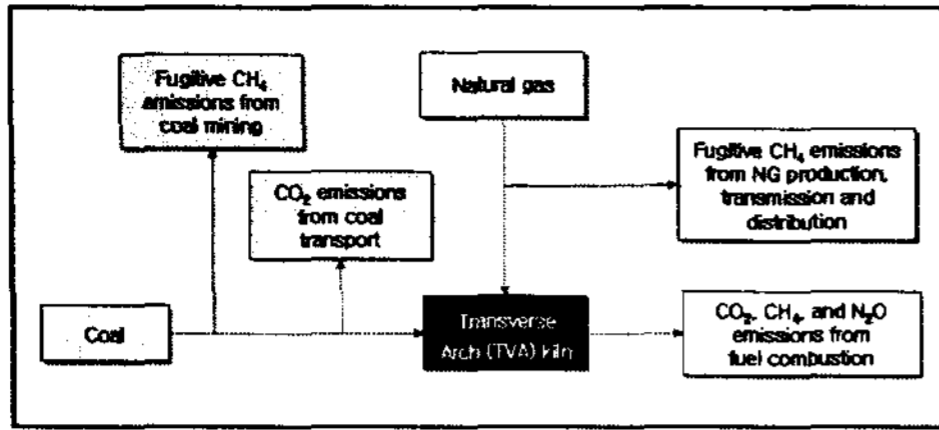 Fugitive CH₄
emissions from
coal mining
Natural gas
Fugitive CH₄ emissions
from NG production,
transmission and
distribution
CO₂ emissions
from coal
transport
Coal
Transverse
Arch (TVA) kiln
CO₂, CH₄, and N₂O
emissions from
fuel combustion